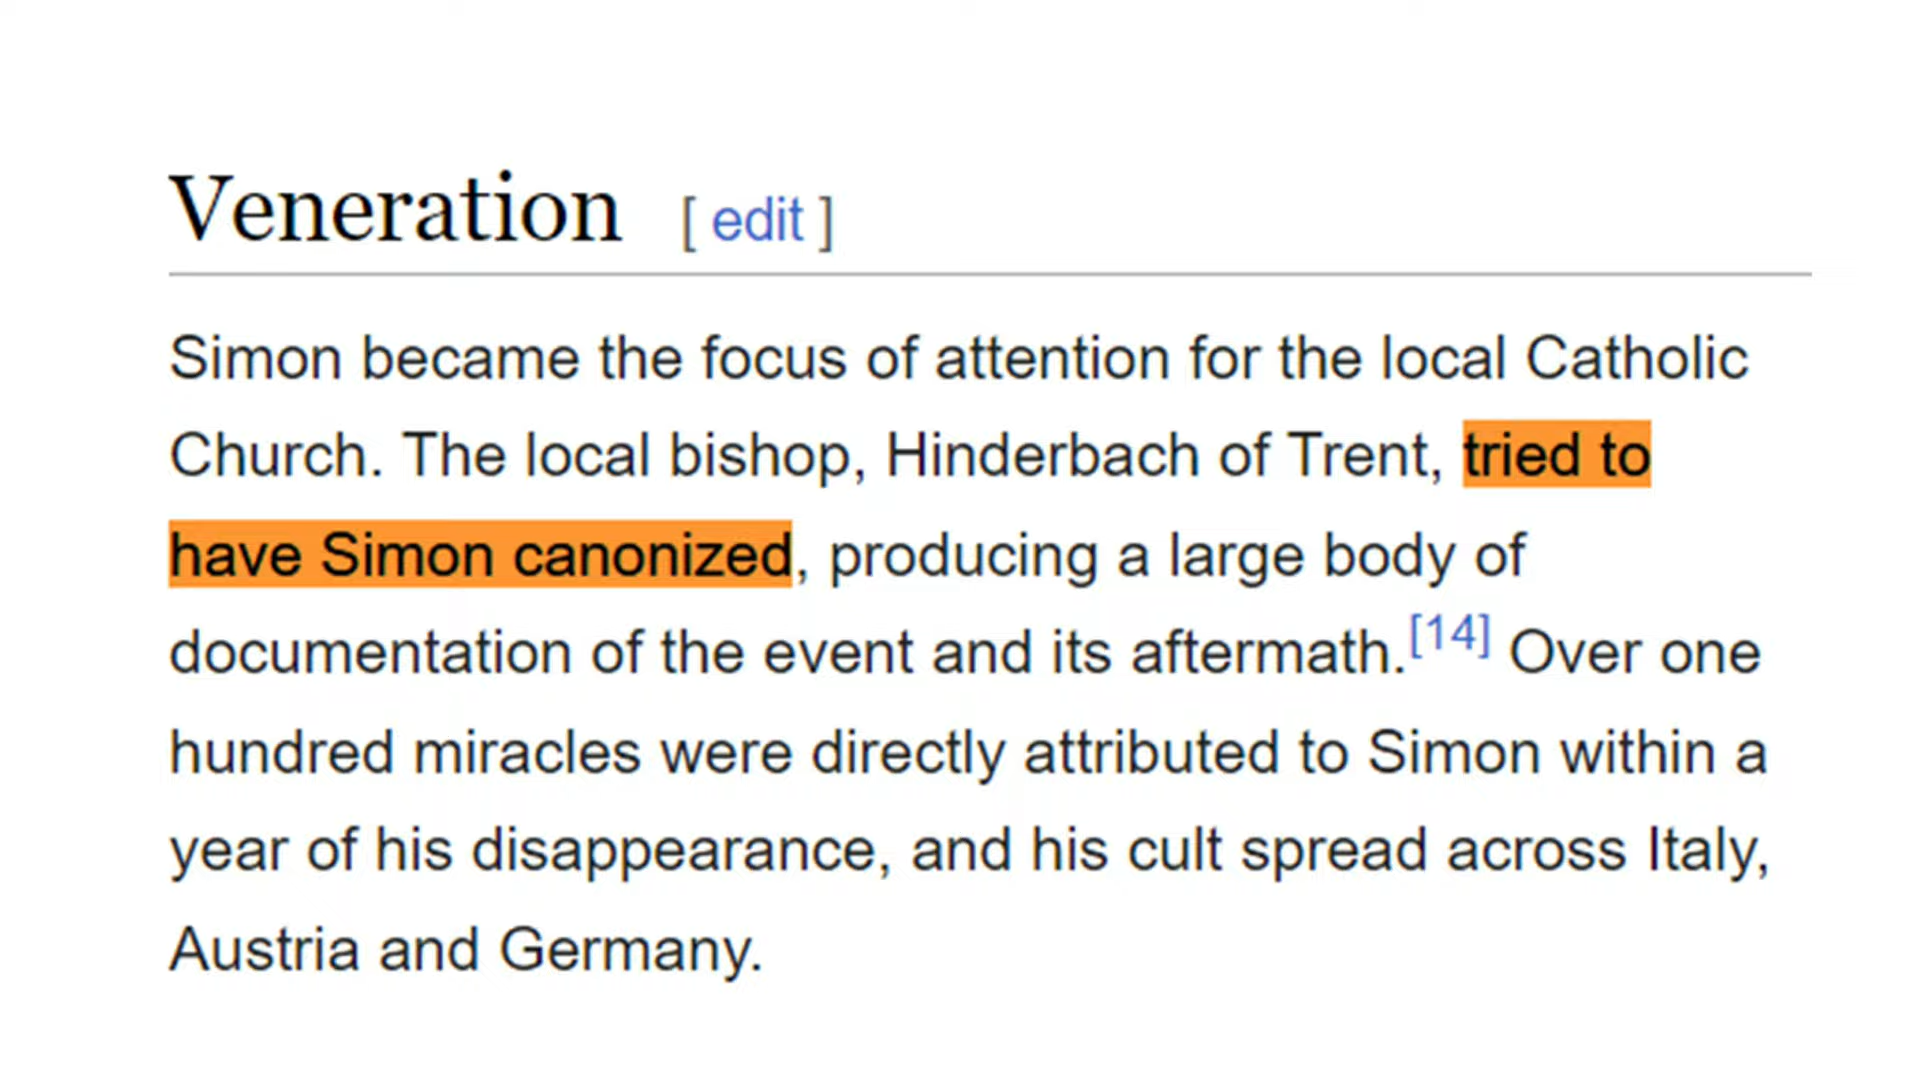 Veneration [ edit ]
Simon became the focus of attention for the local Catholic
Church. The local bishop, Hinderbach of Trent, tried to
have Simon canonized, producing a large body of
documentation of the event and its aftermath.[14] Over one
hundred miracles were directly attributed to Simon within a
year of his disappearance, and his cult spread across Italy,
Austria and Germany.